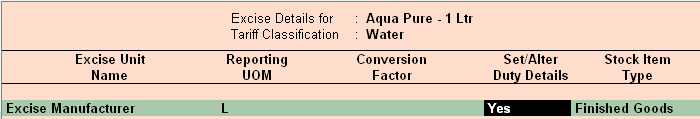 Excise Details for : Aqua Pure - 1 Ltr
Tariff Classification : Water
Excise Unit Reporting Conversion Set/Alter Stock Item
Name UOM Factor Duty Details Type
Excise Manufacturer L Yes Finished Goods